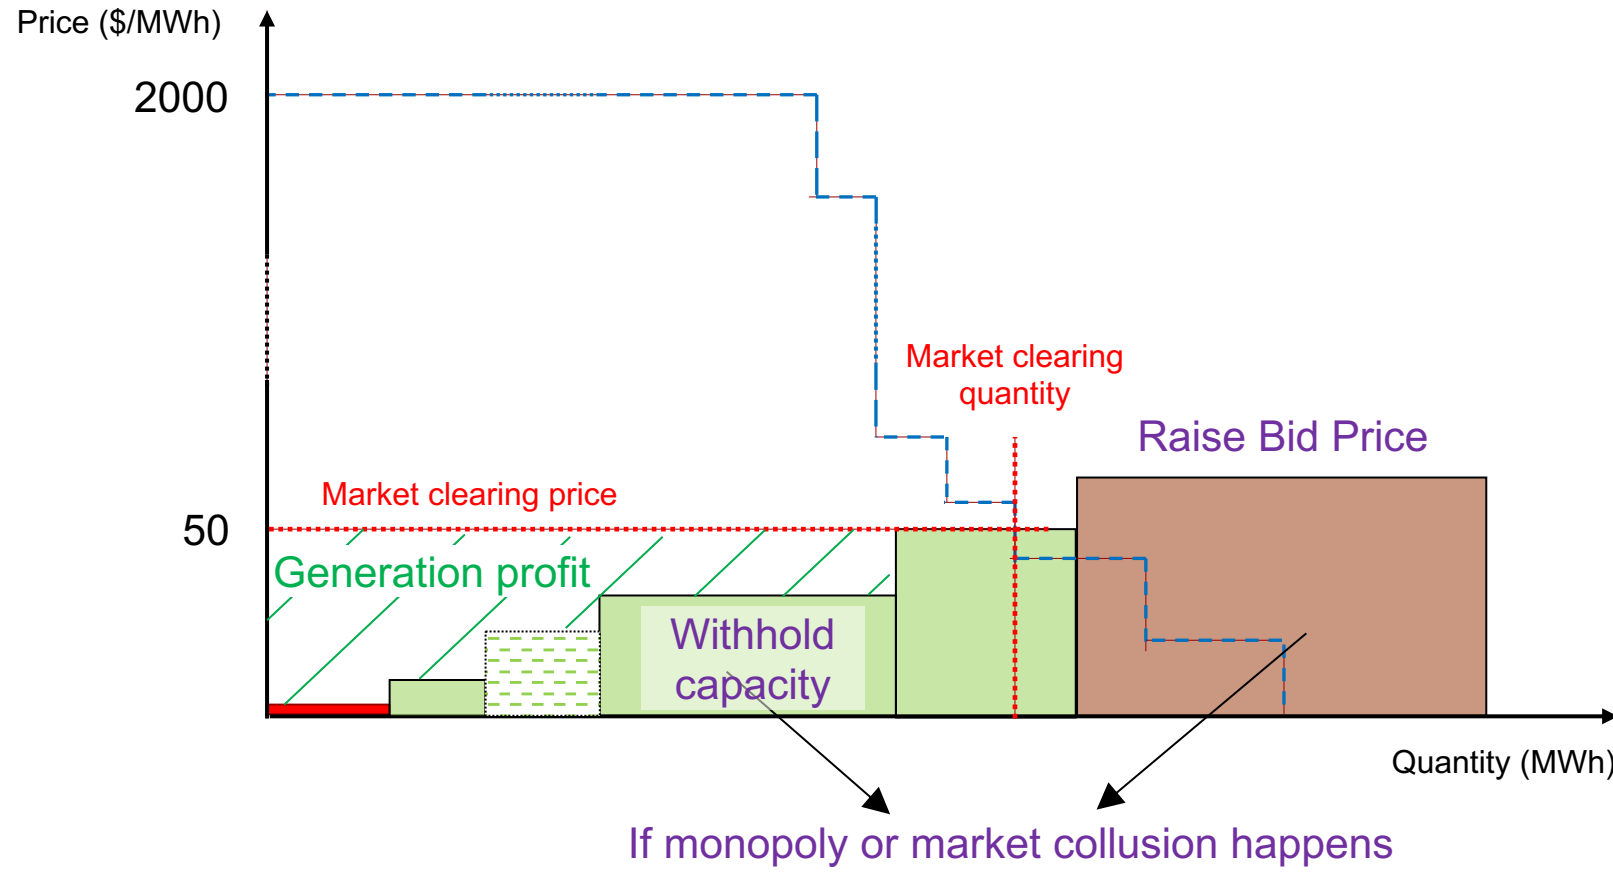 Price ($/MWh)
2000
Market clearing
quantity
Raise Bid Price
Market clearing price
50
Generation profit
Withhold
capacity
Quantity (MWh)
If monopoly or market collusion happens